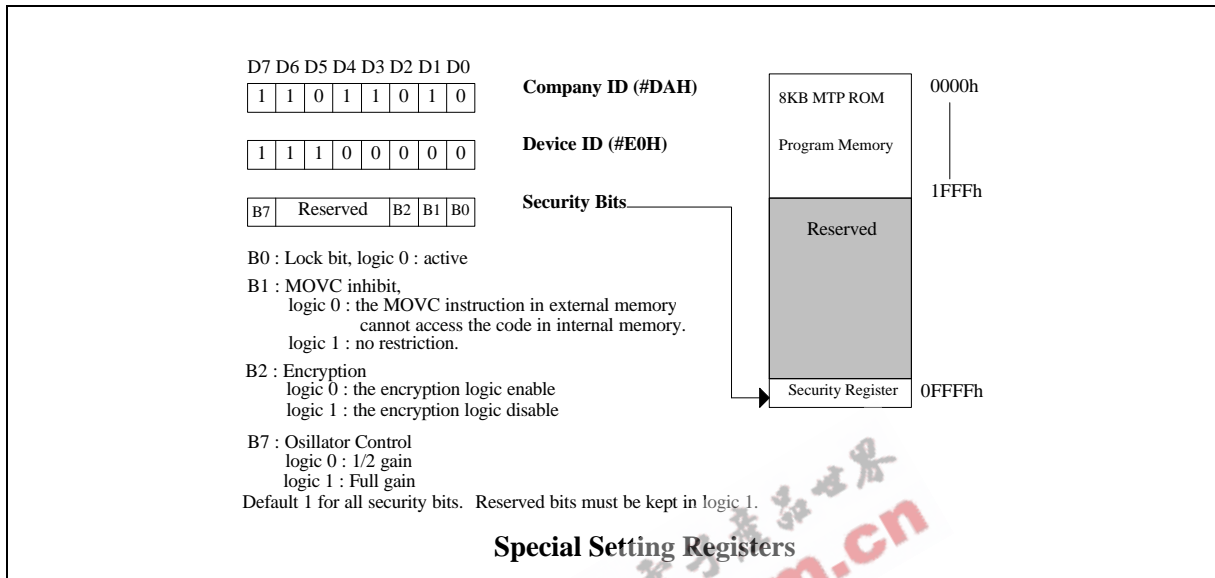 D7 D6 D5 D4 D3 D2 D1 D0
1 1 0 1 1 0 1 0
Company ID (#DAH)
1 1 1 0 0 0 0 0
Device ID (#E0H)
B7 Reserved B2 B1 B0
Security Bits
B0 : Lock bit, logic 0 : active
B1 : MOVC inhibit,
logic 0 : the MOVC instruction in external memory
cannot access the code in internal memory.
logic 1 : no restriction.
B2 : Encryption
logic 0 : the encryption logic enable
logic 1 : the encryption logic disable
B7 : Osillator Control
logic 0 : 1/2 gain
logic 1 : Full gain
Default 1 for all security bits. Reserved bits must be kept in logic 1.
8KB MTP ROM
Program Memory
0000h
1FFFh
Reserved
Security Register
0FFFFh
Special Setting Registers
.cn